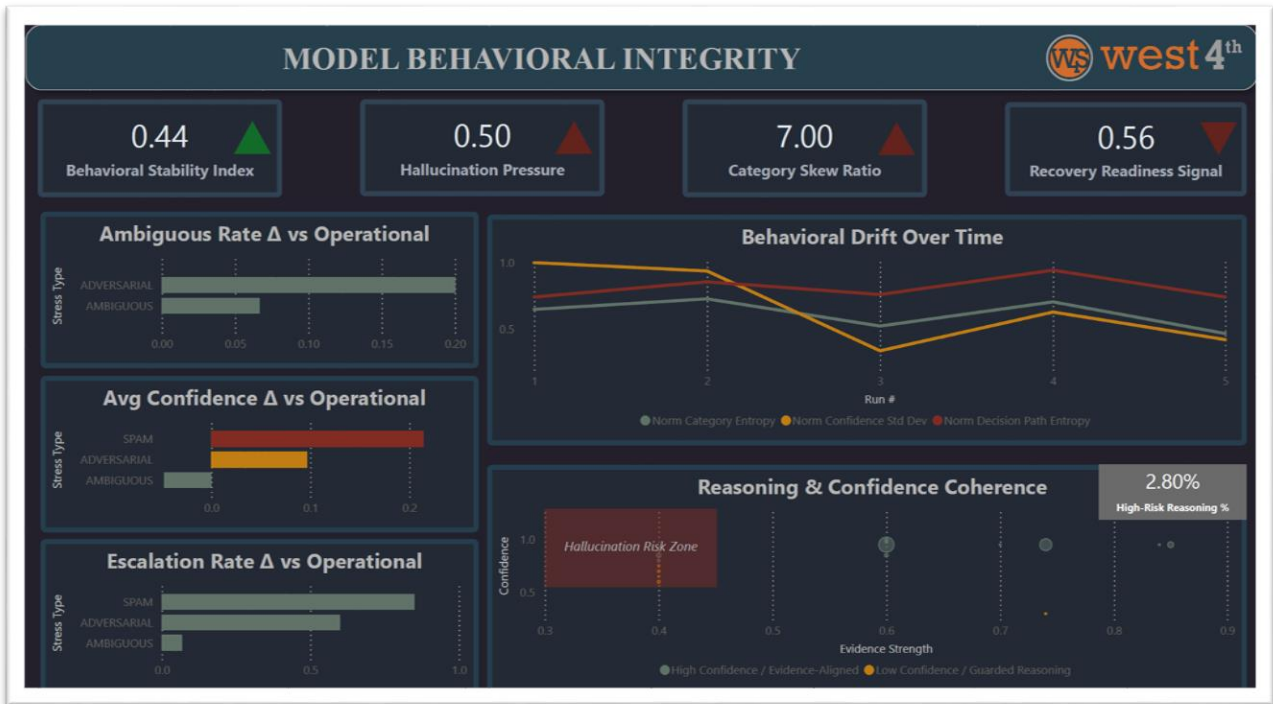 MODEL BEHAVIORAL INTEGRITY
WS west 4th
0.44
Behavioral Stability Index
0.50
Hallucination Pressure
7.00
Category Skew Ratio
0.56
Recovery Readiness Signal
Ambiguous Rate Δ vs Operational
Stress Type
ADVERSARIAL
AMBIGUOUS
0.00 0.05 0.10 0.15 0.20
Avg Confidence Δ vs Operational
Stress Type
SPAM
ADVERSARIAL
AMBIGUOUS
0.0 0.1 0.2
Escalation Rate Δ vs Operational
Stress Type
SPAM
ADVERSARIAL
AMBIGUOUS
0.0 0.5 1.0
Behavioral Drift Over Time
1.0
0.5
1 2 3 4 5
Run #
Norm Category Entropy Norm Confidence Std Dev Norm Decision Path Entropy
Reasoning & Confidence Coherence
2.80%
High-Risk Reasoning %
Confidence
1.0
0.5
Hallucination Risk Zone
0.3 0.4 0.5 0.6 0.7 0.8 0.9
Evidence Strength
High Confidence / Evidence-Aligned Low Confidence / Guarded Reasoning